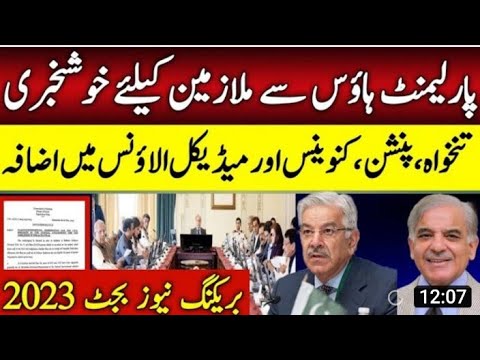 پارلیمنٹ ہاؤس سے ملازمین کیلئے خوشخبری
تنخواہ، پنشن، کنوینس اور میڈیکل الاؤنس میں اضافہ
بریکنگ نیوز بجٹ 2023
12:07